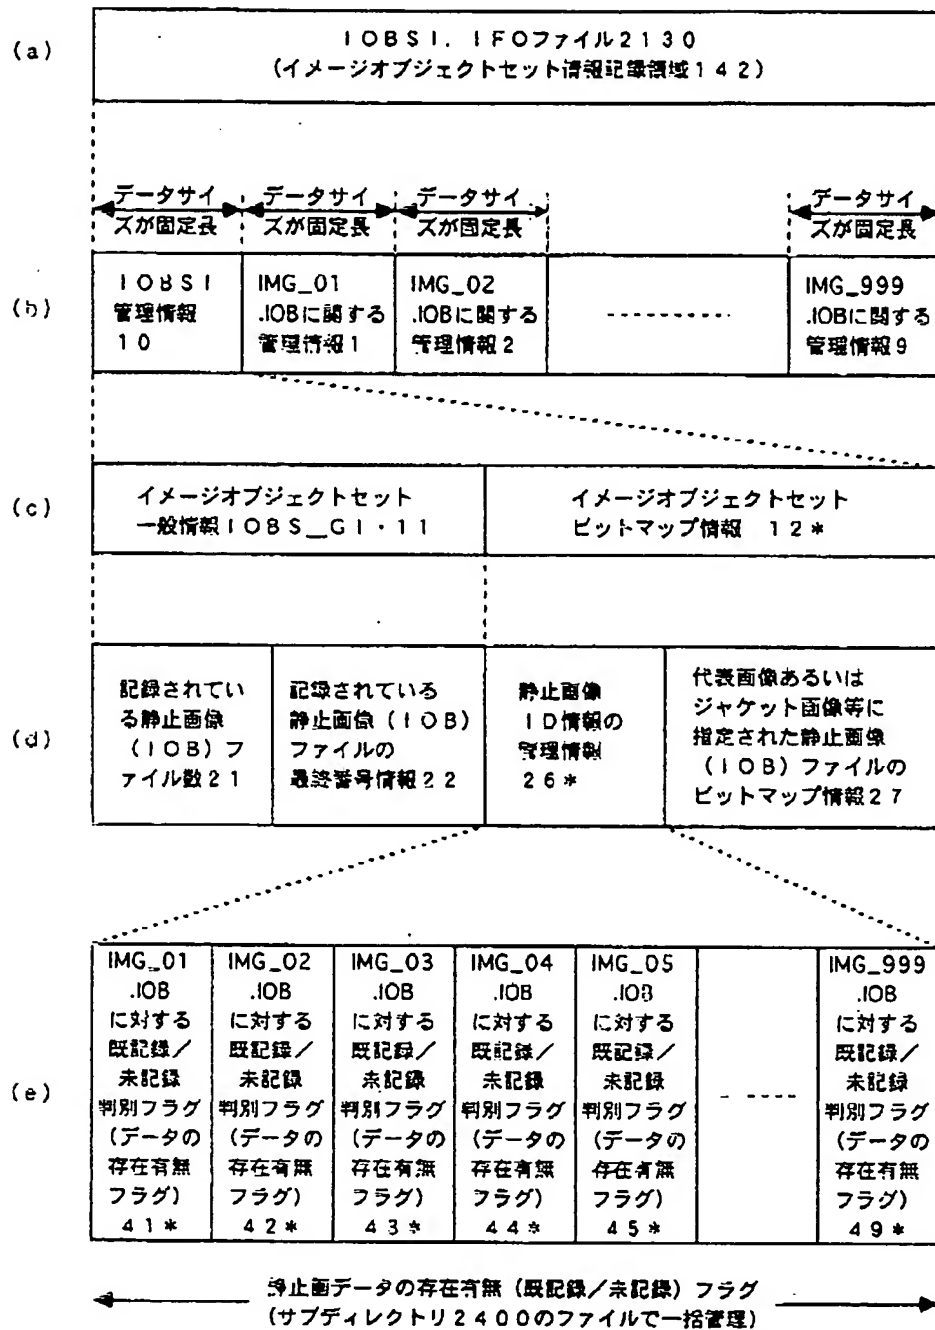 (a)
IOBSI. IFOファイル2130
(イメージオブジェクトセット情報記録領域142)
データサイ
ズが固定長
データサイ
ズが固定長
データサイ
ズが固定長
データサイ
ズが固定長
(b)
IOBSI
管理情報
10
IMG_01
.IOBに関する
管理情報1
IMG_02
.IOBに関する
管理情報2
IMG_999
.IOBに関する
管理情報9
(c)
イメージオブジェクトセット
一般情報IOBS_GI・11
イメージオブジェクトセット
ビットマップ情報 12*
(d)
記録されてい
る静止画像
(IOB)フ
ァイル数21
記録されている
静止画像(IOB)
ファイルの
最終番号情報22
静止画像
ID情報の
管理情報
26*
代表画像あるいは
ジャケット画像等に
指定された静止画像
(IOB)ファイルの
ビットマップ情報27
(e)
IMG_01
.IOB
に対する
既記録/
未記録
判別フラグ
(データの
存在有無
フラグ)
41*
IMG_02
.IOB
に対する
既記録/
未記録
判別フラグ
(データの
存在有無
フラグ)
42*
IMG_03
.IOB
に対する
既記録/
未記録
判別フラグ
(データの
存在有無
フラグ)
43*
IMG_04
.IOB
に対する
既記録/
未記録
判別フラグ
(データの
存在有無
フラグ)
44*
IMG_05
.IOB
に対する
既記録/
未記録
判別フラグ
(データの
存在有無
フラグ)
45*
IMG_999
.IOB
に対する
既記録/
未記録
判別フラグ
(データの
存在有無
フラグ)
49*
静止画データの存在有無(既記録/未記録)フラグ
(サブディレクトリ2400のファイルで一括管理)